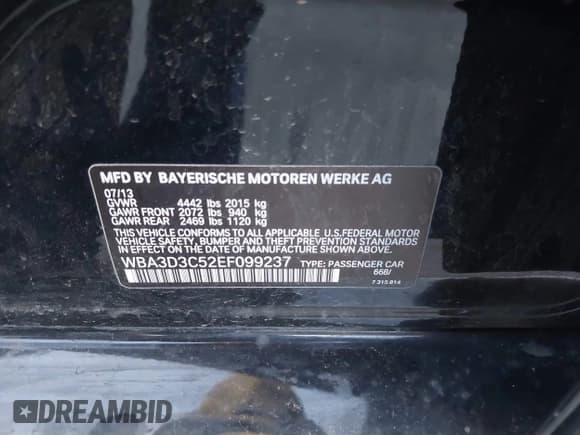 MFD BY BAYERISCHE MOTOREN WERKE AG
07/13
GVWR 4442 lbs 2015 kg
GAWR FRONT 2072 lbs 940 kg
GAWR REAR 2469 lbs 1120 kg
THIS VEHICLE CONFORMS TO ALL APPLICABLE U.S.FEDERAL MOTOR
VEHICLE SAFETY, BUMPER AND THEFT PREVENTION STANDARDS
IN EFFECT ON THE DATE OF MANUFACTURE SHOWN ABOVE.
WBA3D3C52EF099237 TYPE: PASSENGER CAR
668/
7 315 814
DREAMBID